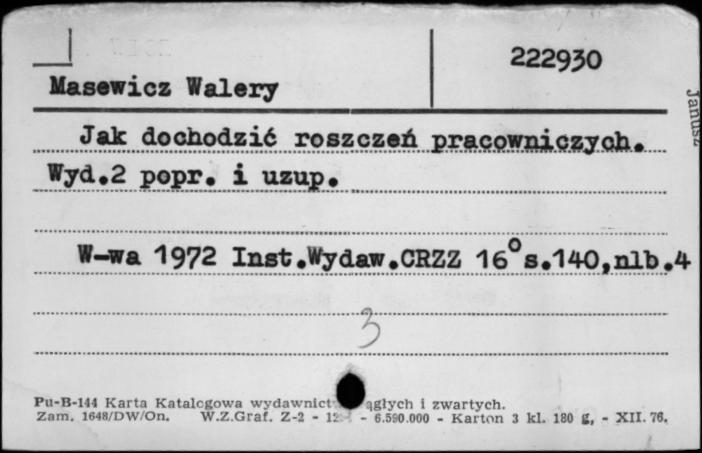 222930
Masewicz Walery
Janusz
Jak dochodzić roszczeń pracowniczych.
Wyd.2 popr. i uzup.
W-wa 1972 Inst.Wydaw.CRZZ 16° s.140,nlb.4
3
Pu-B-144 Karta Katalogowa wydawnict ągłych i zwartych.
Zam. 1648/DW/On. W.Z.Graf. Z-2 - - 6.590.000 - Karton 3 kl. 180 g, - XII. 76.